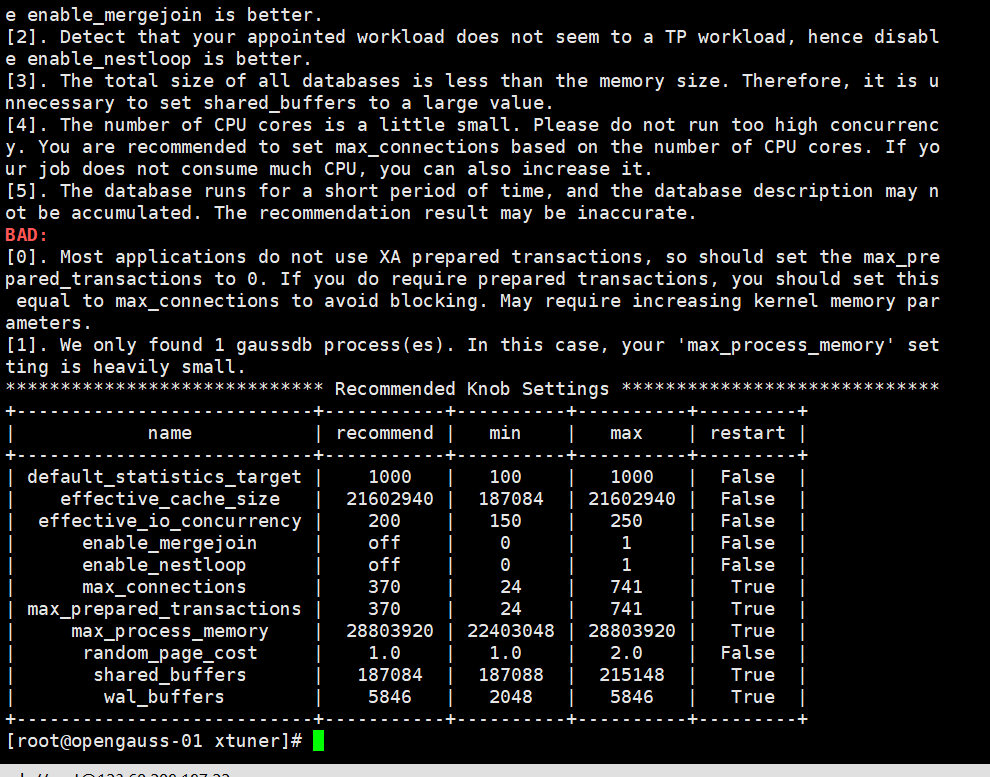 e enable_mergejoin is better.
[2]. Detect that your appointed workload does not seem to a TP workload, hence disabl
e enable_nestloop is better.
[3]. The total size of all databases is less than the memory size. Therefore, it is u
nnecessary to set shared_buffers to a large value.
[4]. The number of CPU cores is a little small. Please do not run too high concurrenc
y. You are recommended to set max_connections based on the number of CPU cores. If yo
ur job does not consume much CPU, you can also increase it.
[5]. The database runs for a short period of time, and the database description may n
ot be accumulated. The recommendation result may be inaccurate.
BAD:
[0]. Most applications do not use XA prepared transactions, so should set the max_pre
pared_transactions to 0. If you do require prepared transactions, you should set this
 equal to max_connections to avoid blocking. May require increasing kernel memory par
ameters.
[1]. We only found 1 gaussdb process(es). In this case, your 'max_process_memory' set
ting is heavily small.
***************************** Recommended Knob Settings *****************************
+---------------------------+-----------+----------+----------+---------+
| name | recommend | min | max | restart |
+---------------------------+-----------+----------+----------+---------+
| default_statistics_target | 1000 | 100 | 1000 | False |
| effective_cache_size | 21602940 | 187084 | 21602940 | False |
| effective_io_concurrency | 200 | 150 | 250 | False |
| enable_mergejoin | off | 0 | 1 | False |
| enable_nestloop | off | 0 | 1 | False |
| max_connections | 370 | 24 | 741 | True |
| max_prepared_transactions | 370 | 24 | 741 | True |
| max_process_memory | 28803920 | 22403048 | 28803920 | True |
| random_page_cost | 1.0 | 1.0 | 2.0 | False |
| shared_buffers | 187084 | 187088 | 215148 | True |
| wal_buffers | 5846 | 2048 | 5846 | True |
+---------------------------+-----------+----------+----------+---------+
[root@opengauss-01 xtuner]#